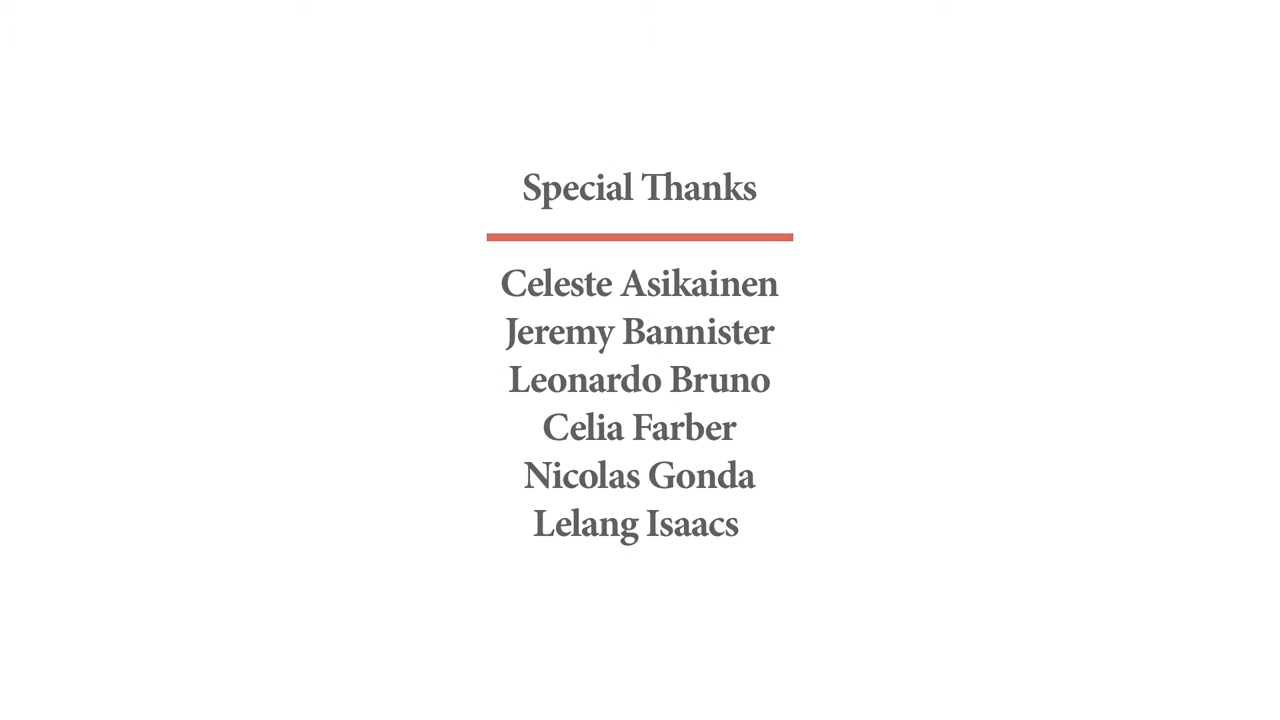 Special Thanks
Celeste Asikainen
Jeremy Bannister
Leonardo Bruno
Celia Farber
Nicolas Gonda
Lelang Isaacs